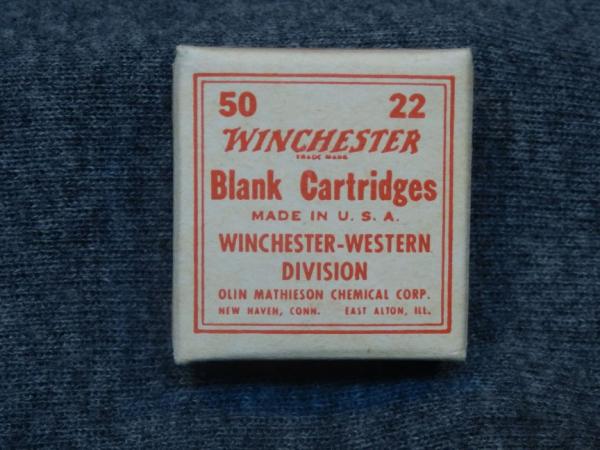 50 22
WINCHESTER
TRADE MARK
Blank Cartridges
MADE IN U. S. A.
WINCHESTER-WESTERN
DIVISION
OLIN MATHIESON CHEMICAL CORP.
NEW HAVEN, CONN. EAST ALTON, ILL.